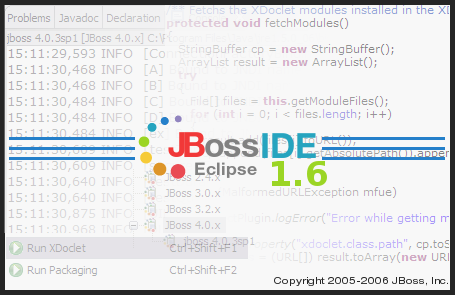 /** Fetches the XDoclet modules installed in the XD
Problems Javadoc Declaration
protected void fetchModules()
jboss 4.0.3sp1 [JBoss 4.0.x] C:\P
StringBuffer cp = new StringBuffer();
15:11:29,593 INFO [Co
ArrayList result = new ArrayList();
15:11:30,468 INFO [A]
try
15:11:30,468 INFO [B]
15:11:30,484 INFO [C]
File[] files = this.getModuleFiles();
15:11:30,484 INFO [D]
for (int i = 0; i < files.length; i++)
15:11:30,484 INFO
15:11:30,609 INFO
URL());
15:11:30,609 INFO
getAbsolutePath().appen
JBossIDE
Eclipse
1.6
15:11:30,640 INFO
JBoss 2.4.x
15:11:30,640 INFO
JBoss 3.0.x
MalformedURLException mfue)
15:11:30,875 INFO
JBoss 3.2.x
15:11:30,968 INFO
JBoss 4.0.x
.logError("Error while getting m
jboss 4.0.3sp1
Run XDoclet Ctrl+Shift+F1
("xdoclet.class.path", cp.toS
Run Packaging Ctrl+Shift+F2
(URL[]) result.toArray(new URL
Copyright 2005-2006 JBoss, Inc.